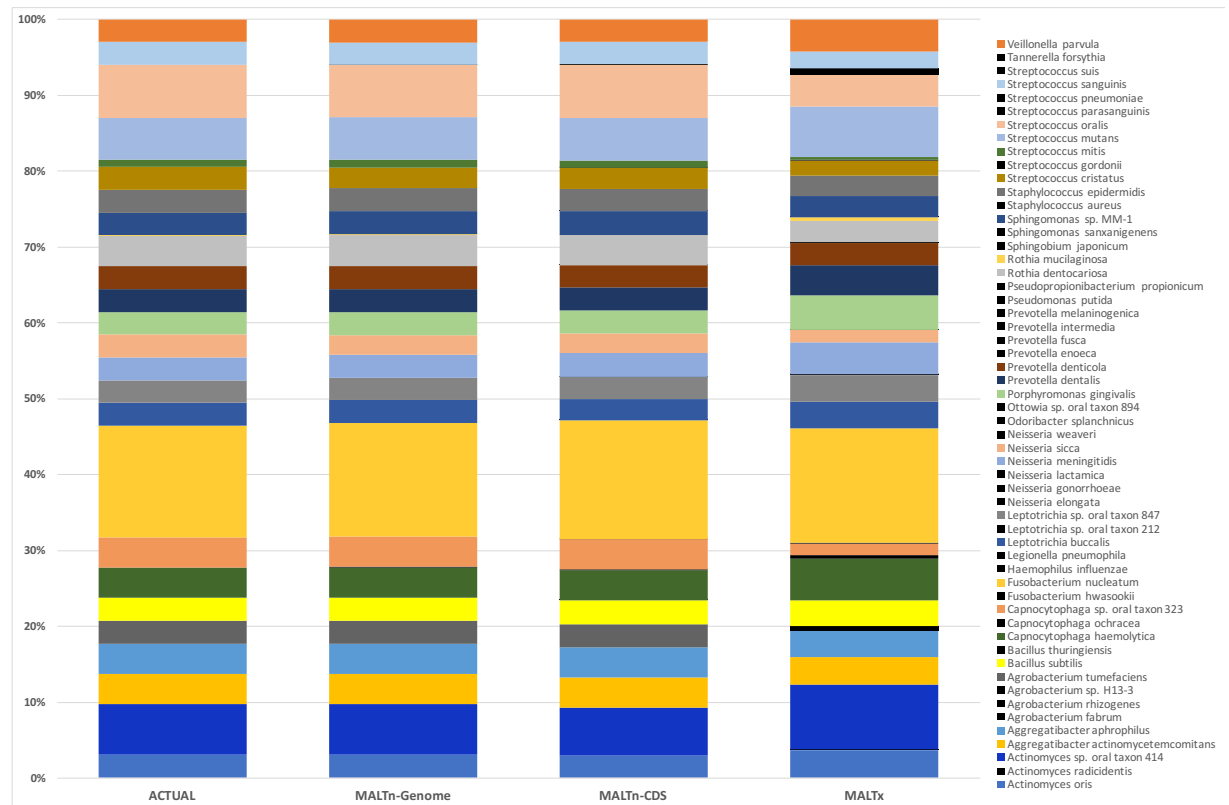 100%
90%
80%
70%
60%
50%
40%
30%
20%
10%
0%
ACTUAL
MALTn-Genome
MALTn-CDS
MALTx
Veillonella parvula
Tannerella forsythia
Streptococcus suis
Streptococcus sanguinis
Streptococcus pneumoniae
Streptococcus parasanguinis
Streptococcus oralis
Streptococcus mutans
Streptococcus mitis
Streptococcus gordonii
Streptococcus cristatus
Staphylococcus epidermidis
Staphylococcus aureus
Sphingomonas sp. MM-1
Sphingomonas sanxanigenens
Sphingobium japonicum
Rothia mucilaginosa
Rothia dentocariosa
Pseudopropionibacterium propionicum
Pseudomonas putida
Prevotella melaninogenica
Prevotella intermedia
Prevotella fusca
Prevotella enoeca
Prevotella denticola
Prevotella dentalis
Porphyromonas gingivalis
Ottowia sp. oral taxon 894
Odoribacter splanchnicus
Neisseria weaveri
Neisseria sicca
Neisseria meningitidis
Neisseria lactamica
Neisseria gonorrhoeae
Neisseria elongata
Leptotrichia sp. oral taxon 847
Leptotrichia sp. oral taxon 212
Leptotrichia buccalis
Legionella pneumophila
Haemophilus influenzae
Fusobacterium nucleatum
Fusobacterium hwasookii
Capnocytophaga sp. oral taxon 323
Capnocytophaga ochracea
Capnocytophaga haemolytica
Bacillus thuringiensis
Bacillus subtilis
Agrobacterium tumefaciens
Agrobacterium sp. H13-3
Agrobacterium rhizogenes
Agrobacterium fabrum
Aggregatibacter aphrophilus
Aggregatibacter actinomycetemcomitans
Actinomyces sp. oral taxon 414
Actinomyces radicidentis
Actinomyces oris